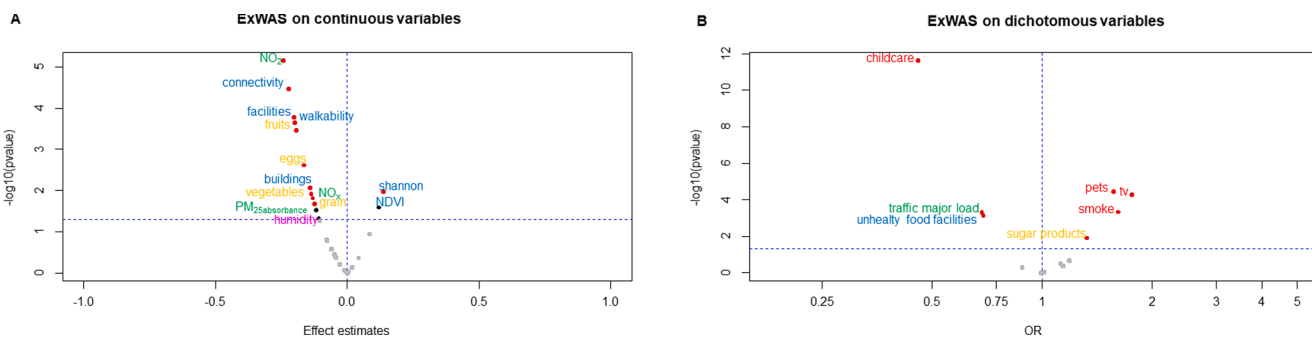 A
ExWAS on continuous variables
-log10(pvalue)
5
4
3
2
1
0
NO2
connectivity
facilities
walkability
fruits
eggs
buildings
shannon
vegetables
NOx
grain
NDVI
PM25absorbance
humidity
-1.0
-0.5
0.0
0.5
1.0
Effect estimates
B
ExWAS on dichotomous variables
-log10(pvalue)
12
10
8
6
4
2
0
childcare
pets
tv
traffic major load
smoke
unhealty food facilities
sugar products
0.25
0.5
0.75
1
2
3
4
5
OR